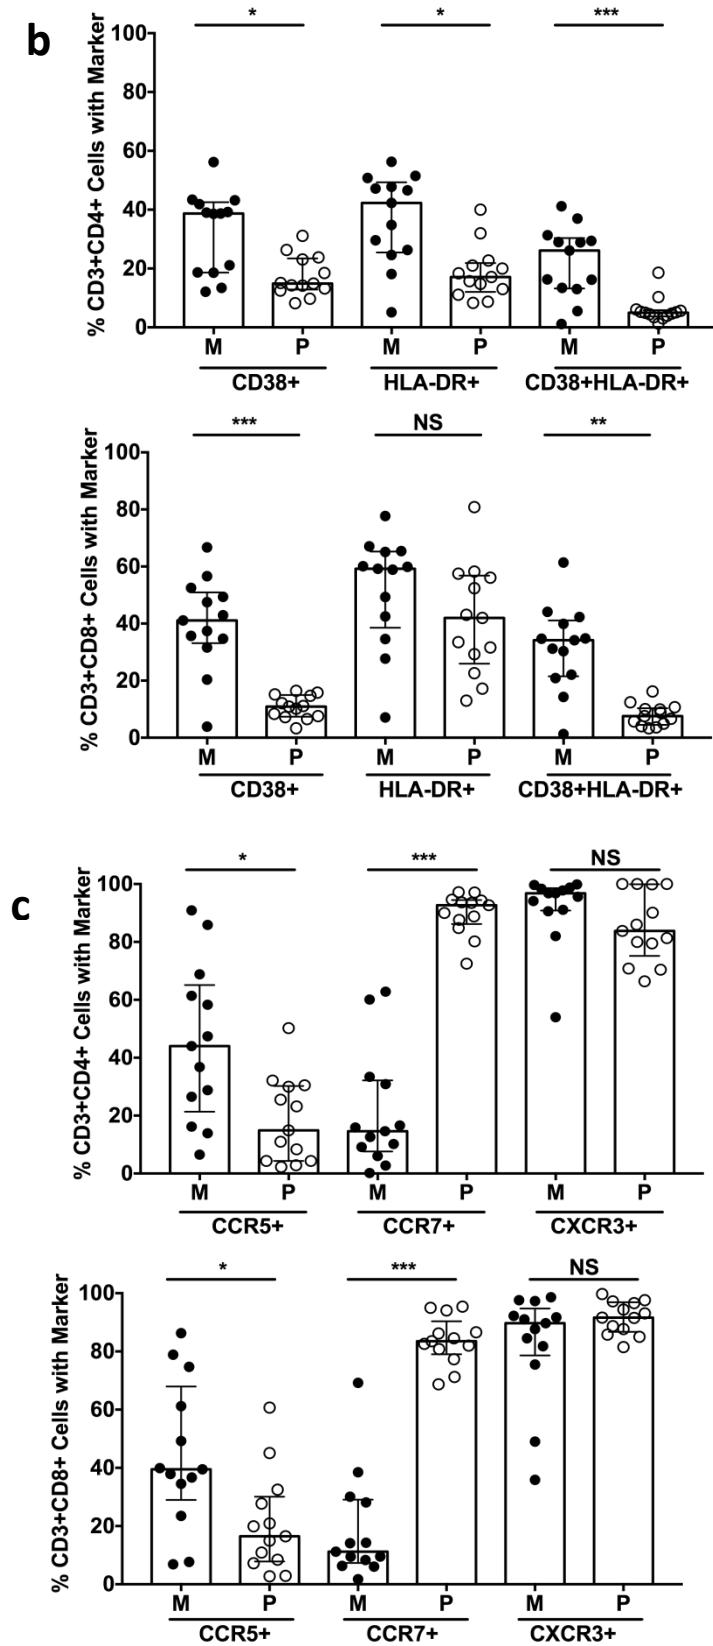 b
* * ***
% CD3+CD4+ Cells with Marker
100
80
60
40
20
0
M P M P M P
CD38+ HLA-DR+ CD38+HLA-DR+
*** NS **
% CD3+CD8+ Cells with Marker
100
80
60
40
20
0
M P M P M P
CD38+ HLA-DR+ CD38+HLA-DR+
c
* *** NS
% CD3+CD4+ Cells with Marker
100
80
60
40
20
0
M P M P M P
CCR5+ CCR7+ CXCR3+
* *** NS
% CD3+CD8+ Cells with Marker
100
80
60
40
20
0
M P M P M P
CCR5+ CCR7+ CXCR3+